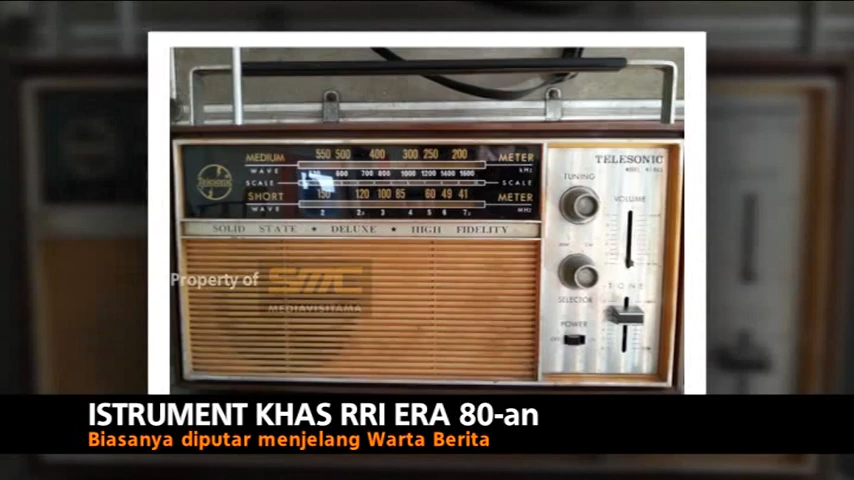 MEDIUM 550 500 400 300 250 200 METER
WAVE 600 700 800 1000 1200 1400 1600
SCALE SCALE
SHORT 150 120 100 85 60 49 41 METER
WAVE 2 3 4 5 6 7
SOLID STATE ★ DELUXE ★ HIGH FIDELITY
TELESONIC
TUNING
VOLUME
TONE
SELECTOR
POWER
Property of SMC
MEDIAVISITAMA
ISTRUMENT KHAS RRI ERA 80-an
Biasanya diputar menjelang Warta Berita